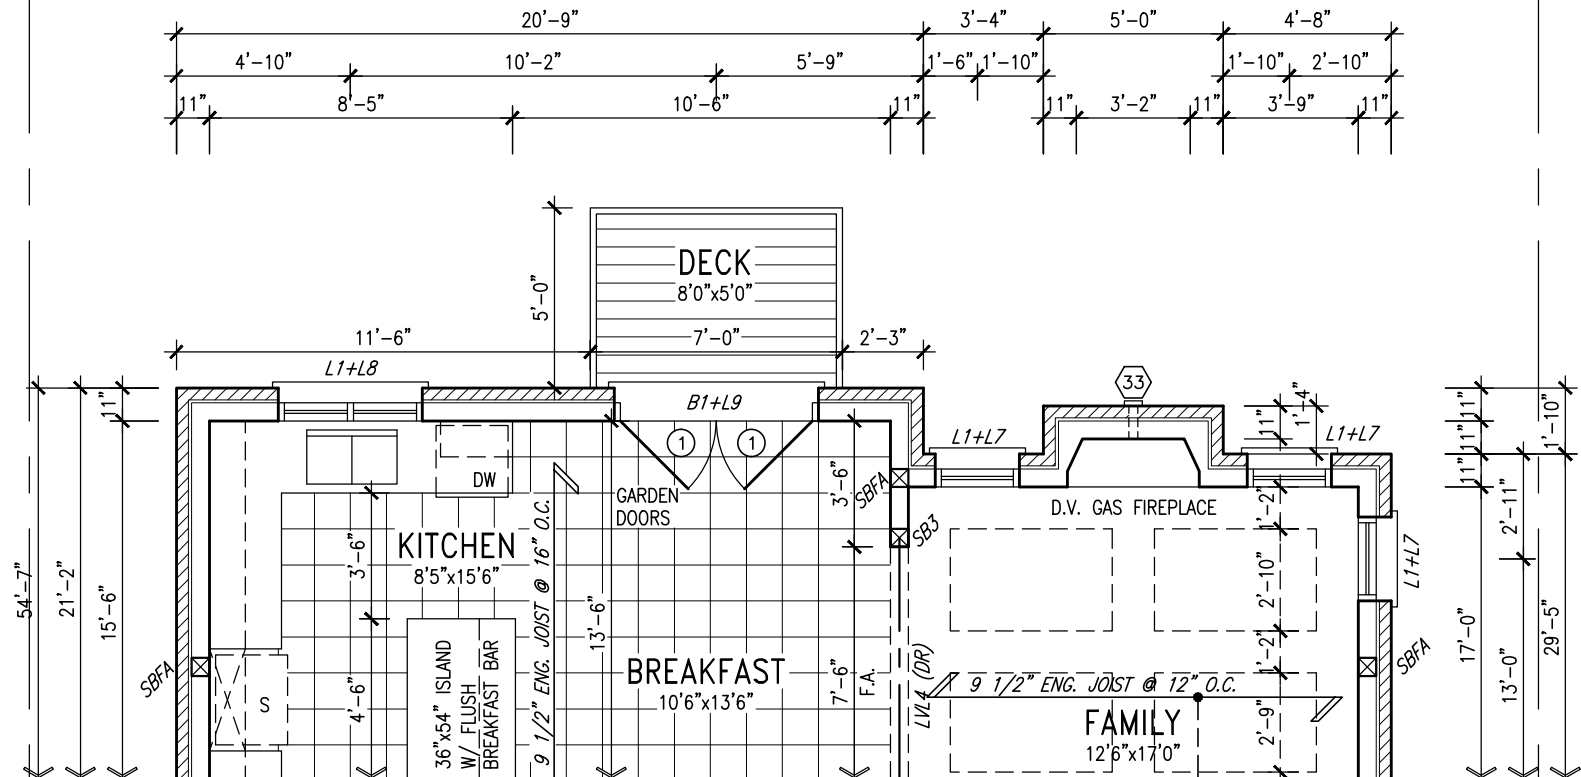 20'-9" 3'-4" 5'-0" 4'-8"
4'-10" 10'-2" 5'-9" 1'-6" 1'-10" 1'-10" 2'-10"
11" 8'-5" 10'-6" 11" 11" 3'-2" 11" 3'-9" 11"
5'-0"
DECK
8'0"x5'0"
11'-6" 7'-0" 2'-3"
L1+L8
B1+L9
33
11"
1'-4"
L1+L7
L1+L7
11"
11"
11"
11"
1'-10"
1
1
DW
GARDEN
DOORS
3'-6"
SBFA
SB3
D.V. GAS FIREPLACE
1'-2"
2'-11"
KITCHEN
8'5"x15'6"
3'-6"
9 1/2" ENG. JOIST @ 16" O.C.
13'-6"
2'-10"
L1+L7
54'-7"
21'-2"
15'-6"
17'-0"
13'-0"
29'-5"
SBFA
S
4'-6"
36"x54" ISLAND
W/ FLUSH
BREAKFAST BAR
BREAKFAST
10'6"x13'6"
7'-6"
F.A.
LVL4 (DR)
1'-2"
9 1/2" ENG. JOIST @ 12" O.C.
SBFA
FAMILY
12'6"x17'0"
2'-9"